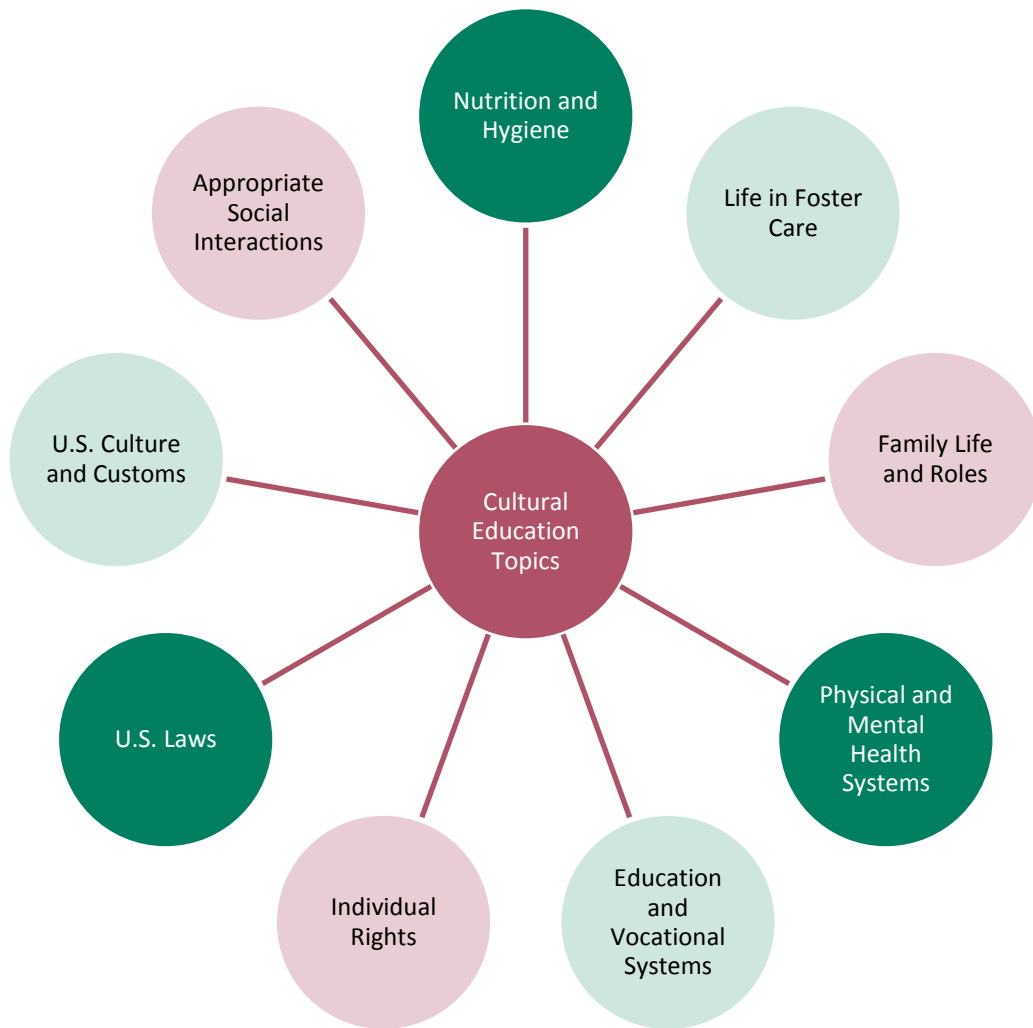 Nutrition and
Hygiene
Life in Foster
Care
Family Life
and Roles
Physical and
Mental
Health
Systems
Education
and
Vocational
Systems
Individual
Rights
U.S. Laws
U.S. Culture
and Customs
Appropriate
Social
Interactions
Cultural
Education
Topics